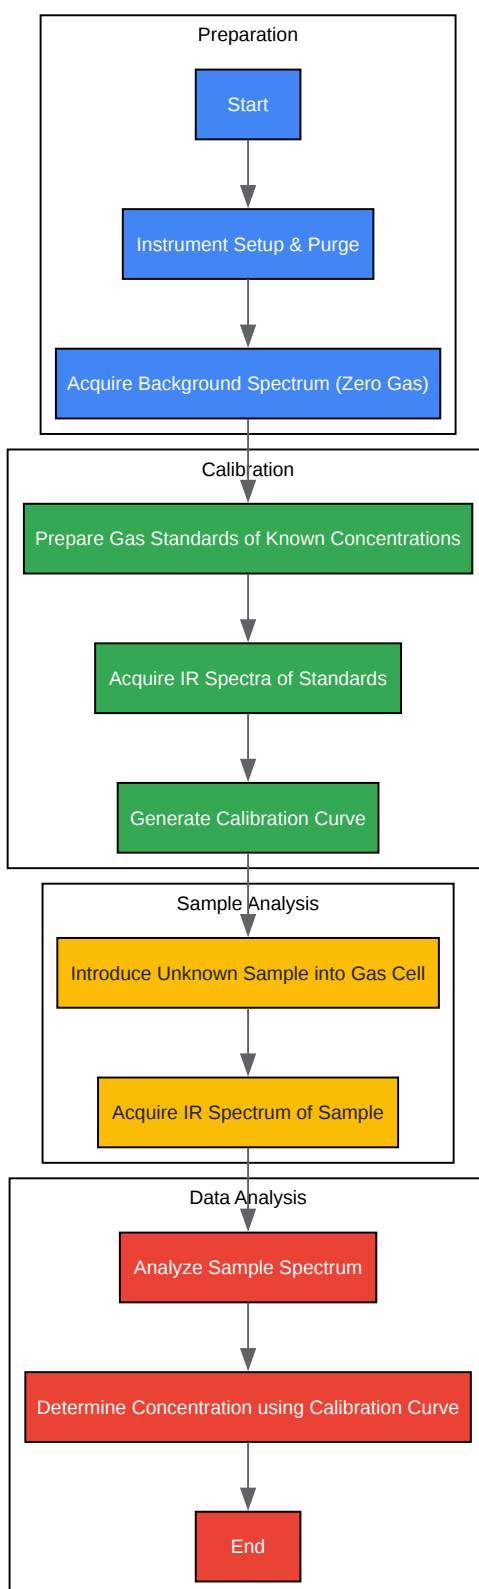 Preparation
Start
Instrument Setup & Purge
Acquire Background Spectrum (Zero Gas)
Calibration
Prepare Gas Standards of Known Concentrations
Acquire IR Spectra of Standards
Generate Calibration Curve
Sample Analysis
Introduce Unknown Sample into Gas Cell
Acquire IR Spectrum of Sample
Data Analysis
Analyze Sample Spectrum
Determine Concentration using Calibration Curve
End